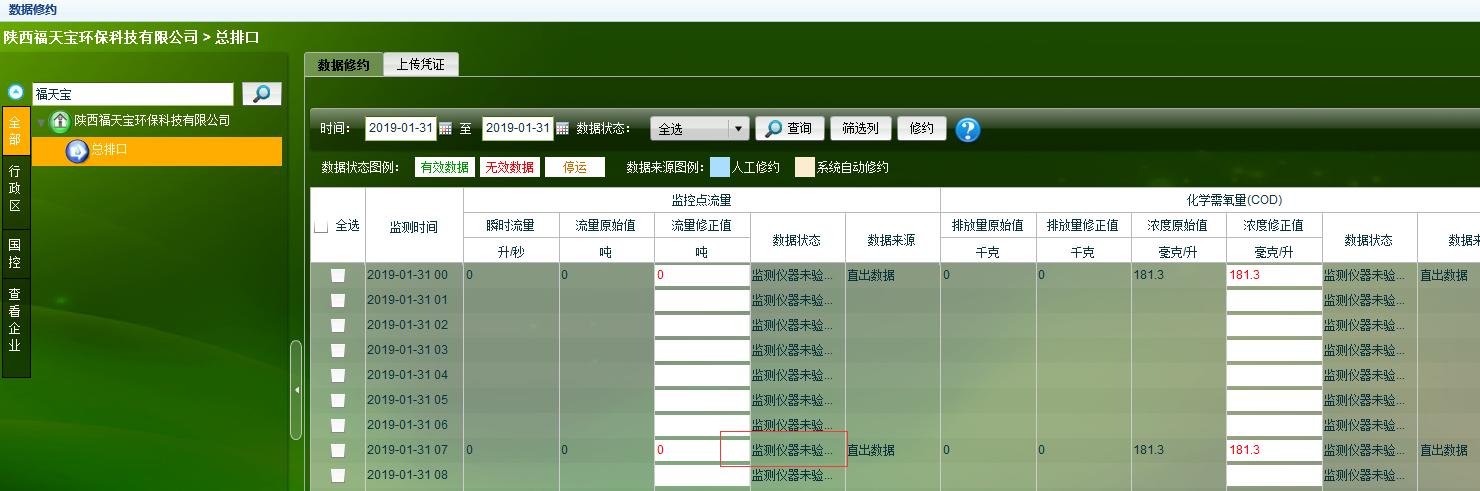 数据修约
陕西福天宝环保科技有限公司 > 总排口
数据修约 上传凭证
福天宝
全部
行政区
国控
查看企业
陕西福天宝环保科技有限公司
总排口
时间： 2019-01-31 至 2019-01-31 数据状态： 全选 查询 筛选列 修约 ?
数据状态图例： 有效数据 无效数据 停运 数据来源图例： 人工修约 系统自动修约
监控点流量 化学需氧量(COD)
全选 监测时间 瞬时流量 流量原始值 流量修正值 数据状态 数据来源 排放量原始值 排放量修正值 浓度原始值 浓度修正值 数据状态 数据来
升/秒 吨 吨 千克 千克 毫克/升 毫克/升
2019-01-31 00 0 0 0 监测仪器未验... 直出数据 0 0 181.3 181.3 监测仪器未验... 直出数据
2019-01-31 01 监测仪器未验... 监测仪器未验...
2019-01-31 02 监测仪器未验... 监测仪器未验...
2019-01-31 03 监测仪器未验... 监测仪器未验...
2019-01-31 04 监测仪器未验... 监测仪器未验...
2019-01-31 05 监测仪器未验... 监测仪器未验...
2019-01-31 06 监测仪器未验... 监测仪器未验...
2019-01-31 07 0 0 0 监测仪器未验... 直出数据 0 0 181.3 181.3 监测仪器未验... 直出数据
2019-01-31 08 监测仪器未验... 监测仪器未验...